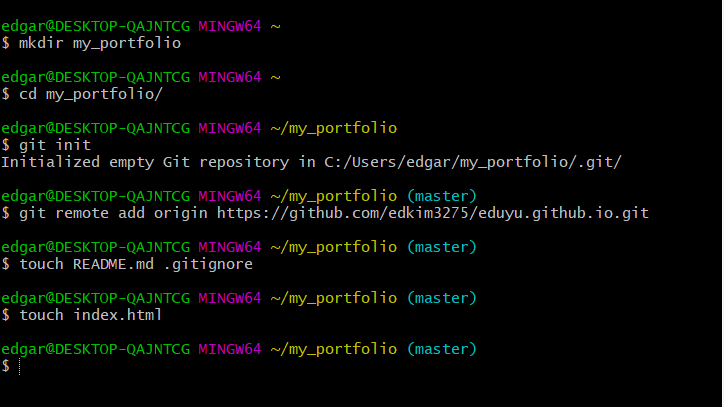 edgar@DESKTOP-QAJNTCG MINGW64 ~
$ mkdir my_portfolio
edgar@DESKTOP-QAJNTCG MINGW64 ~
$ cd my_portfolio/
edgar@DESKTOP-QAJNTCG MINGW64 ~/my_portfolio
$ git init
Initialized empty Git repository in C:/Users/edgar/my_portfolio/.git/
edgar@DESKTOP-QAJNTCG MINGW64 ~/my_portfolio (master)
$ git remote add origin https://github.com/edkim3275/eduyu.github.io.git
edgar@DESKTOP-QAJNTCG MINGW64 ~/my_portfolio (master)
$ touch README.md .gitignore
edgar@DESKTOP-QAJNTCG MINGW64 ~/my_portfolio (master)
$ touch index.html
edgar@DESKTOP-QAJNTCG MINGW64 ~/my_portfolio (master)
$